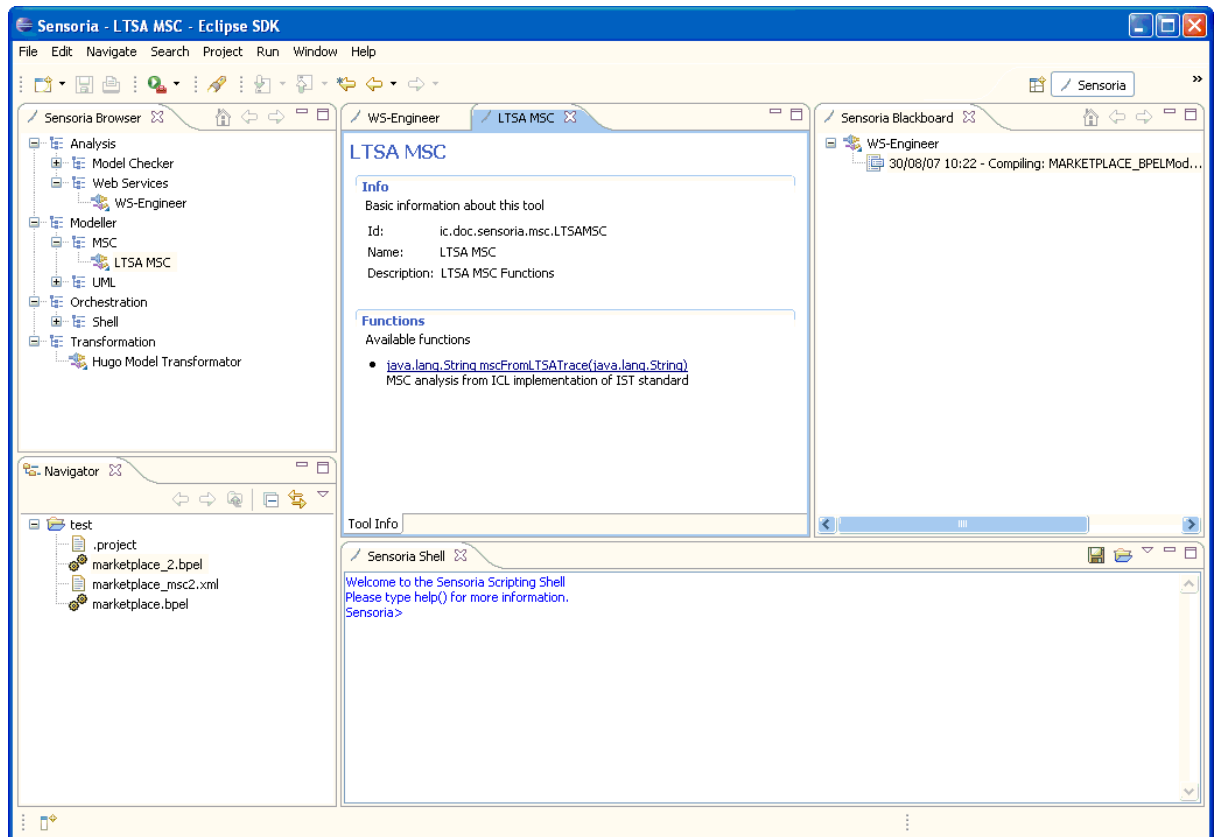 Sensoria - LTSA MSC - Eclipse SDK
File Edit Navigate Search Project Run Window Help
Sensoria
»
Sensoria Browser
Analysis
Model Checker
Web Services
WS-Engineer
Modeller
MSC
LTSA MSC
UML
Orchestration
Shell
Transformation
Hugo Model Transformator
WS-Engineer
LTSA MSC
LTSA MSC
Info
Basic information about this tool
Id: ic.doc.sensoria.msc.LTSAMSC
Name: LTSA MSC
Description: LTSA MSC Functions
Functions
Available functions
• java.lang.String mscFromLTSATrace(java.lang.String)
MSC analysis from ICL implementation of IST standard
Tool Info
Sensoria Blackboard
WS-Engineer
30/08/07 10:22 - Compiling: MARKETPLACE_BPELMod...
Navigator
test
.project
marketplace_2.bpel
marketplace_msc2.xml
marketplace.bpel
Sensoria Shell
Welcome to the Sensoria Scripting Shell
Please type help() for more information.
Sensoria>